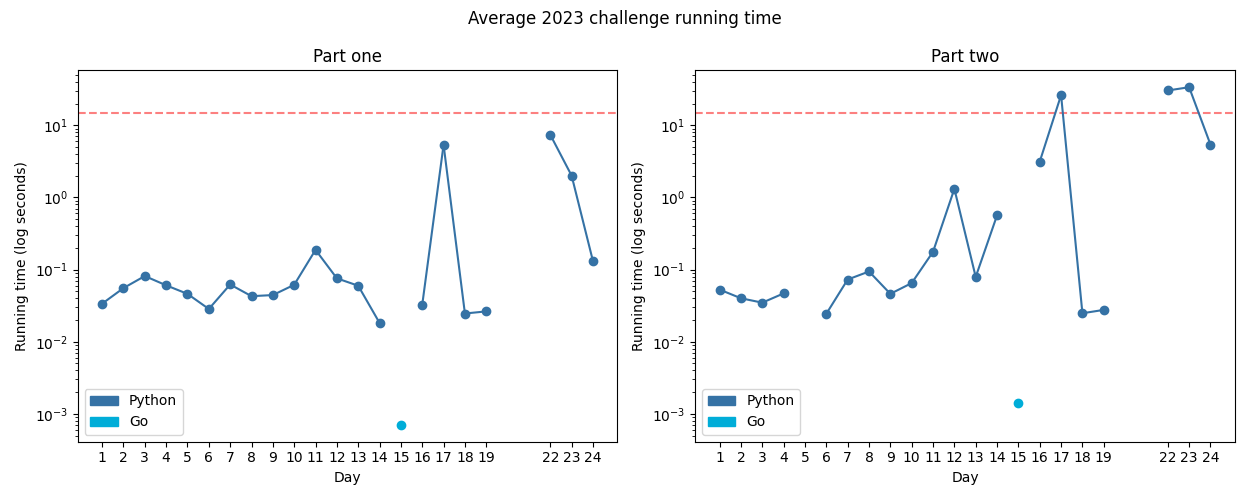 Average 2023 challenge running time
Part one
Running time (log seconds)
10^1
10^0
10^-1
10^-2
10^-3
Python
Go
1 2 3 4 5 6 7 8 9 10 11 12 13 14 15 16 17 18 19 22 23 24
Day
Part two
Running time (log seconds)
10^1
10^0
10^-1
10^-2
10^-3
Python
Go
1 2 3 4 5 6 7 8 9 10 11 12 13 14 15 16 17 18 19 22 23 24
Day